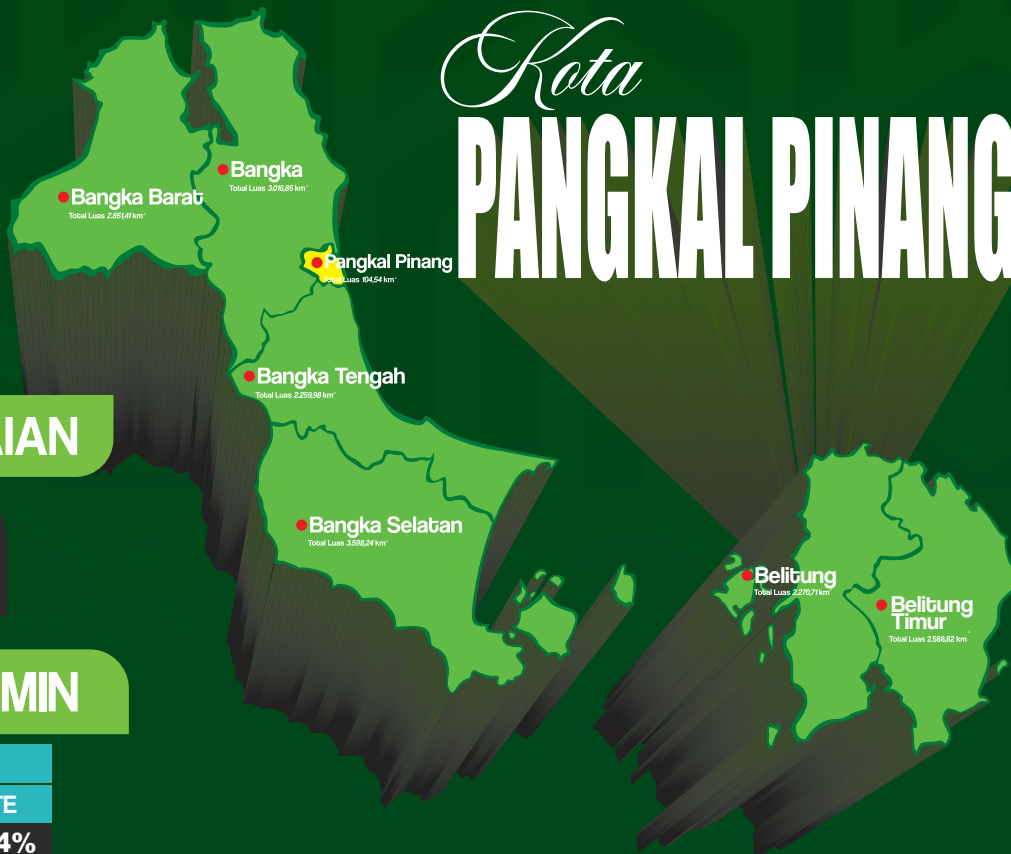 Kota
PANGKAL PINANG
Bangka
Total Luas 3.016,85 km²
Bangka Barat
Total Luas 2.851,41 km²
Pangkal Pinang
Total Luas 104,54 km²
Bangka Tengah
Total Luas 2.259,98 km²
AIAN
Bangka Selatan
Total Luas 3.598,24 km²
Belitung
Total Luas 2.270,71 km²
Belitung
Timur
Total Luas 2.588,82 km²
MIN
TE
4%